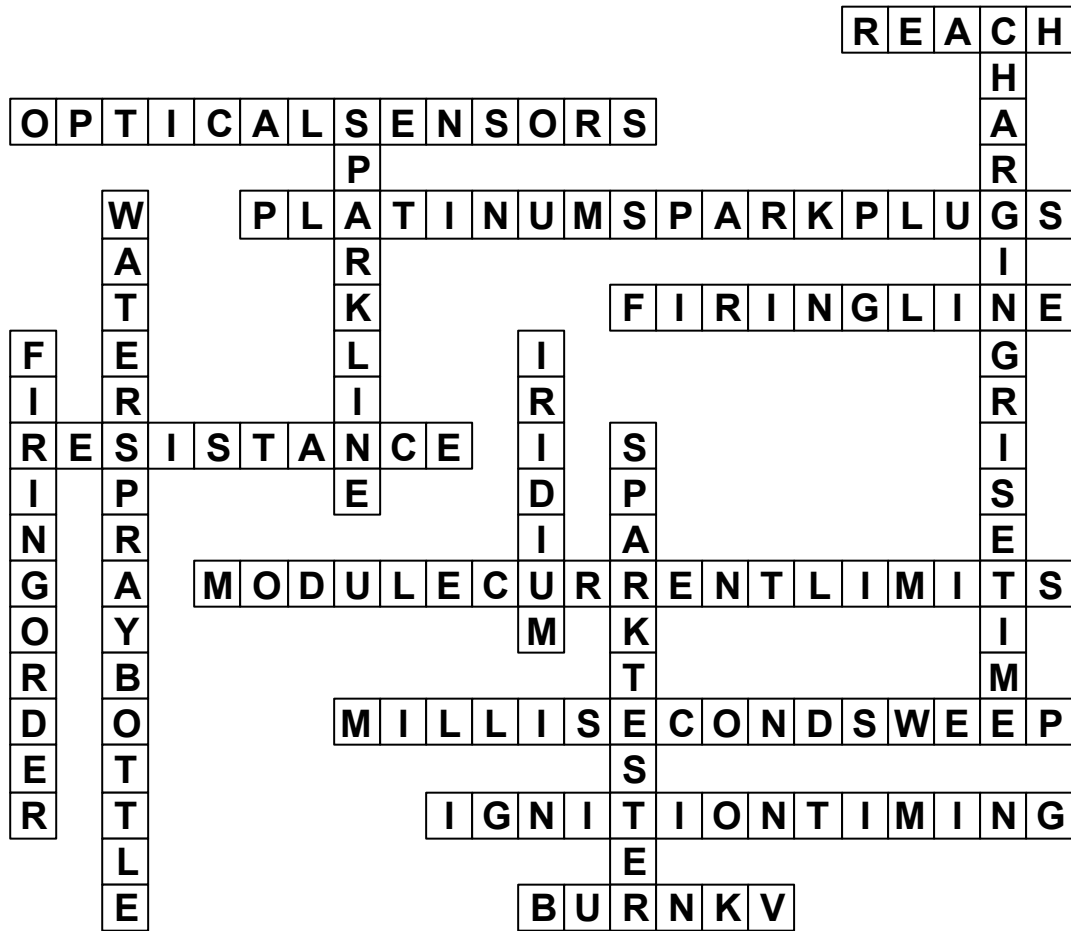 REACH
CHARGINGRISETIME
OPTICALSENSORS
SPARKLINE
WATERSPRAYBOTTLE
PLATINUMSPARKPLUGS
FIRINGLINE
FIRINGORDER
IRIDIUM
RESISTANCE
SPARKTESTER
MODULECURRENTLIMITS
MILLISECONDSWEEP
IGNITIONTIMING
BURNKV